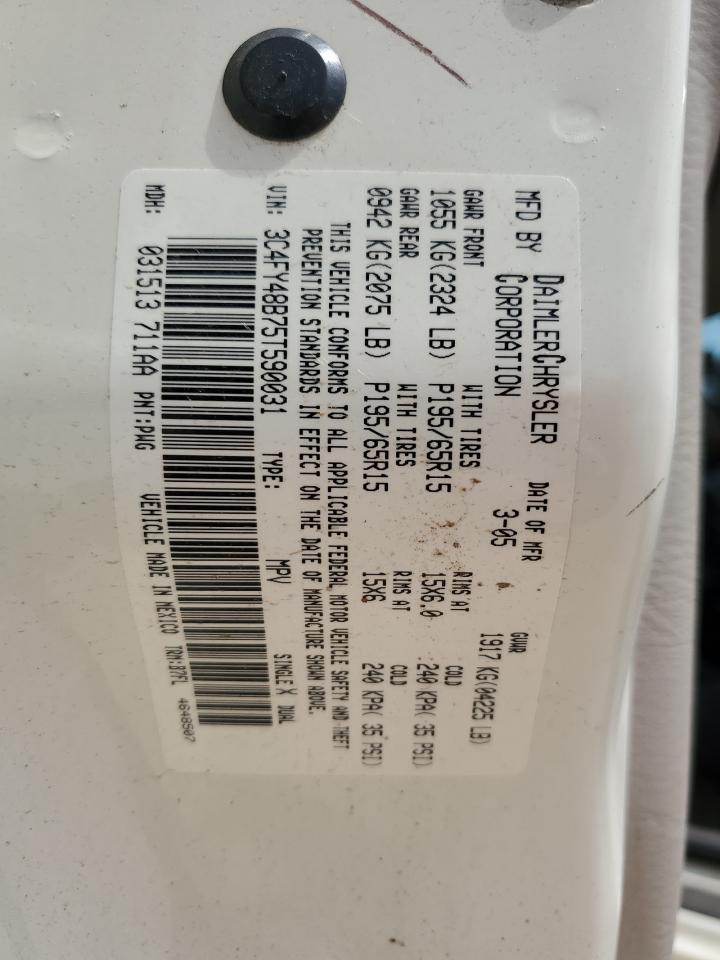 MFD BY DAIMLERCHRYSLER CORPORATION
DATE OF MFR 3-05
GVWR 1917 KG(04225 LB)
GAWR FRONT WITH TIRES RIMS AT COLD
1055 KG(2324 LB) P195/65R15 15X6.0 240 KPA( 35 PSI)
GAWR REAR WITH TIRES RIMS AT COLD
0942 KG(2075 LB) P195/65R15 15X6 240 KPA( 35 PSI)
THIS VEHICLE CONFORMS TO ALL APPLICABLE FEDERAL MOTOR VEHICLE SAFETY AND THEFT
PREVENTION STANDARDS IN EFFECT ON THE DATE OF MANUFACTURE SHOWN ABOVE.
VIN: 3C4FY48B75T590031 TYPE: MPV SINGLE X DUAL
MDH: 031513 711AA PNT:PWG VEHICLE MADE IN MEXICO TRM:B7FL 4648507